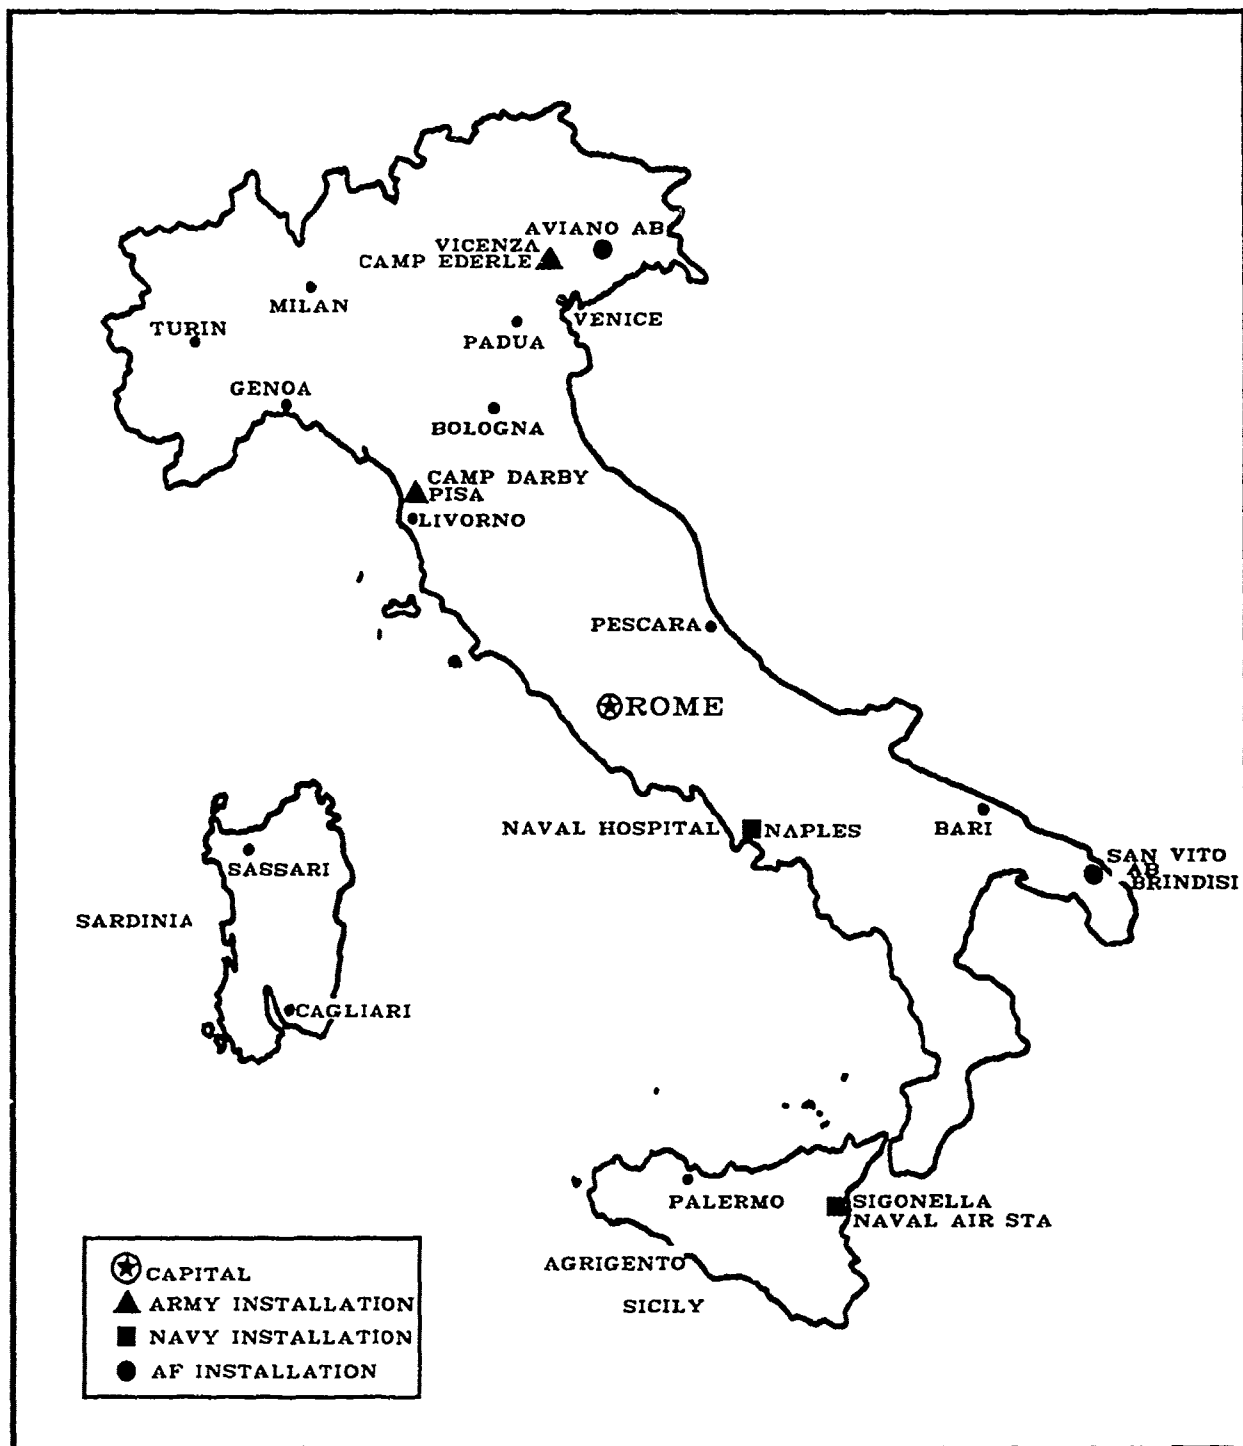 AVIANO AB
VICENZA
CAMP EDERLE
MILAN
VENICE
TURIN
PADUA
GENOA
BOLOGNA
CAMP DARBY
PISA
LIVORNO
PESCARA
ROME
NAVAL HOSPITAL
NAPLES
BARI
SAN VITO
AB
BRINDISI
SASSARI
SARDINIA
CAGLIARI
PALERMO
SIGONELLA
NAVAL AIR STA
AGRIGENTO
SICILY
CAPITAL
ARMY INSTALLATION
NAVY INSTALLATION
AF INSTALLATION